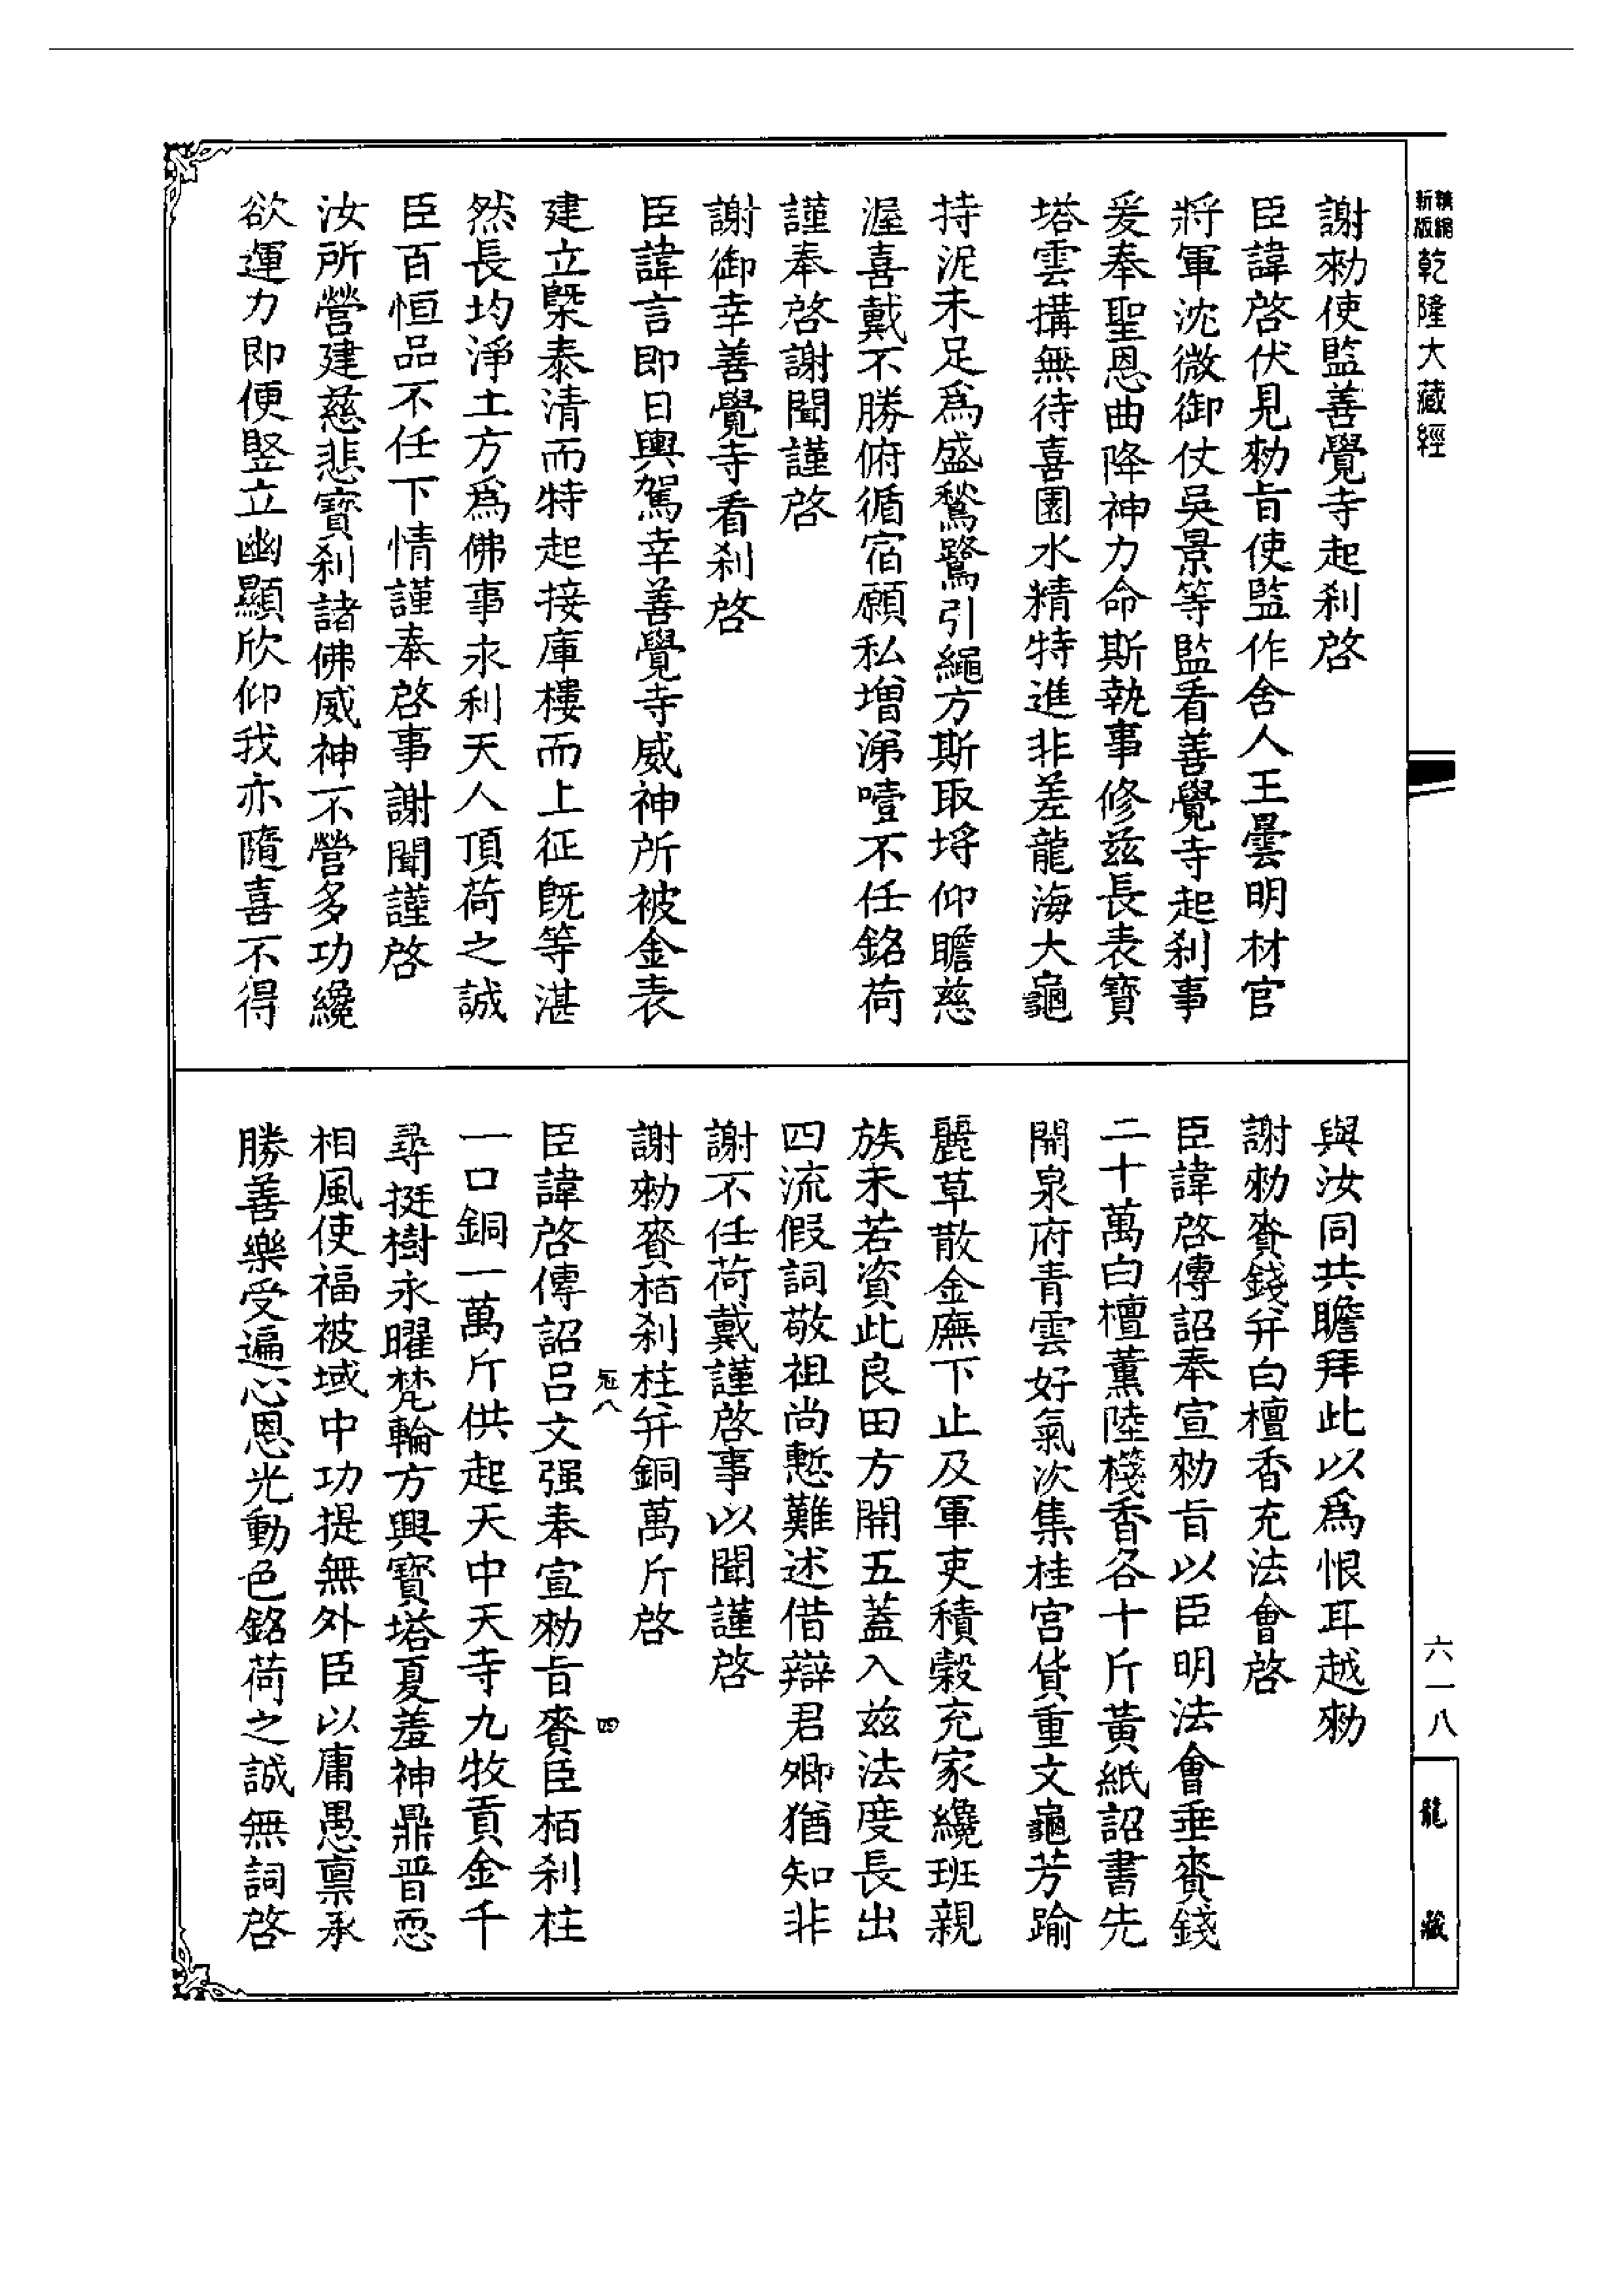 乾隆大藏經
謝勑使監善覺寺起刹啓
臣諱啓伏見勑旨使監作舍人王曇明材官
將軍沈微御仗吳景等監看善覺寺起刹事
爰奉聖恩曲降神力命斯執事修茲長表寶
塔雲搆無待喜園水精特進非差龍海大龜
持泥未足爲盛鶖鷺引繩方斯取埒仰瞻慈
渥喜戴不勝俯循宿願私增涕噎不任銘荷
謹奉啓謝聞謹啓
謝御幸善覺寺看刹啓
臣諱言即日輿駕幸善覺寺威神所被金表
建立槩泰清而特起接庫樓而上征旣等湛
然長均淨土方爲佛事永利天人頂荷之誠
臣百恒品不任下情謹奉啓事謝聞謹啓
汝所營建慈悲寶刹諸佛威神不營多功纔
欲運力即便竪立幽顯欣仰我亦隨喜不得
與汝同共瞻拜此以爲恨耳越勑
謝勑賚錢并白檀香充法會啓
臣諱啓傳詔奉宣勑旨以臣明法會垂賚錢
二十萬白檀薰陸棧香各十斤黃紙詔書先
開泉府青雲好氣次集桂宮貨重文龜芳踰
麗草散金廡下止及軍吏積穀充家纔班親
族未若資此良田方開五蓋入茲法度長出
四流假詞敬祖尚慙難述借辯君卿猶知非
謝不任荷戴謹啓事以聞謹啓
謝勑賚栢刹柱并銅萬斤啓
冠八
四
臣諱啓傳詔呂文强奉宣勑旨賚臣栢刹柱
一口銅一萬斤供起天中天寺九牧貢金千
尋挺樹永曜梵輪方興寶塔夏羞神鼎晋恧
相風使福被域中功提無外臣以庸愚禀承
勝善樂受遍心恩光動色銘荷之誠無詞啓
六一八
龍藏